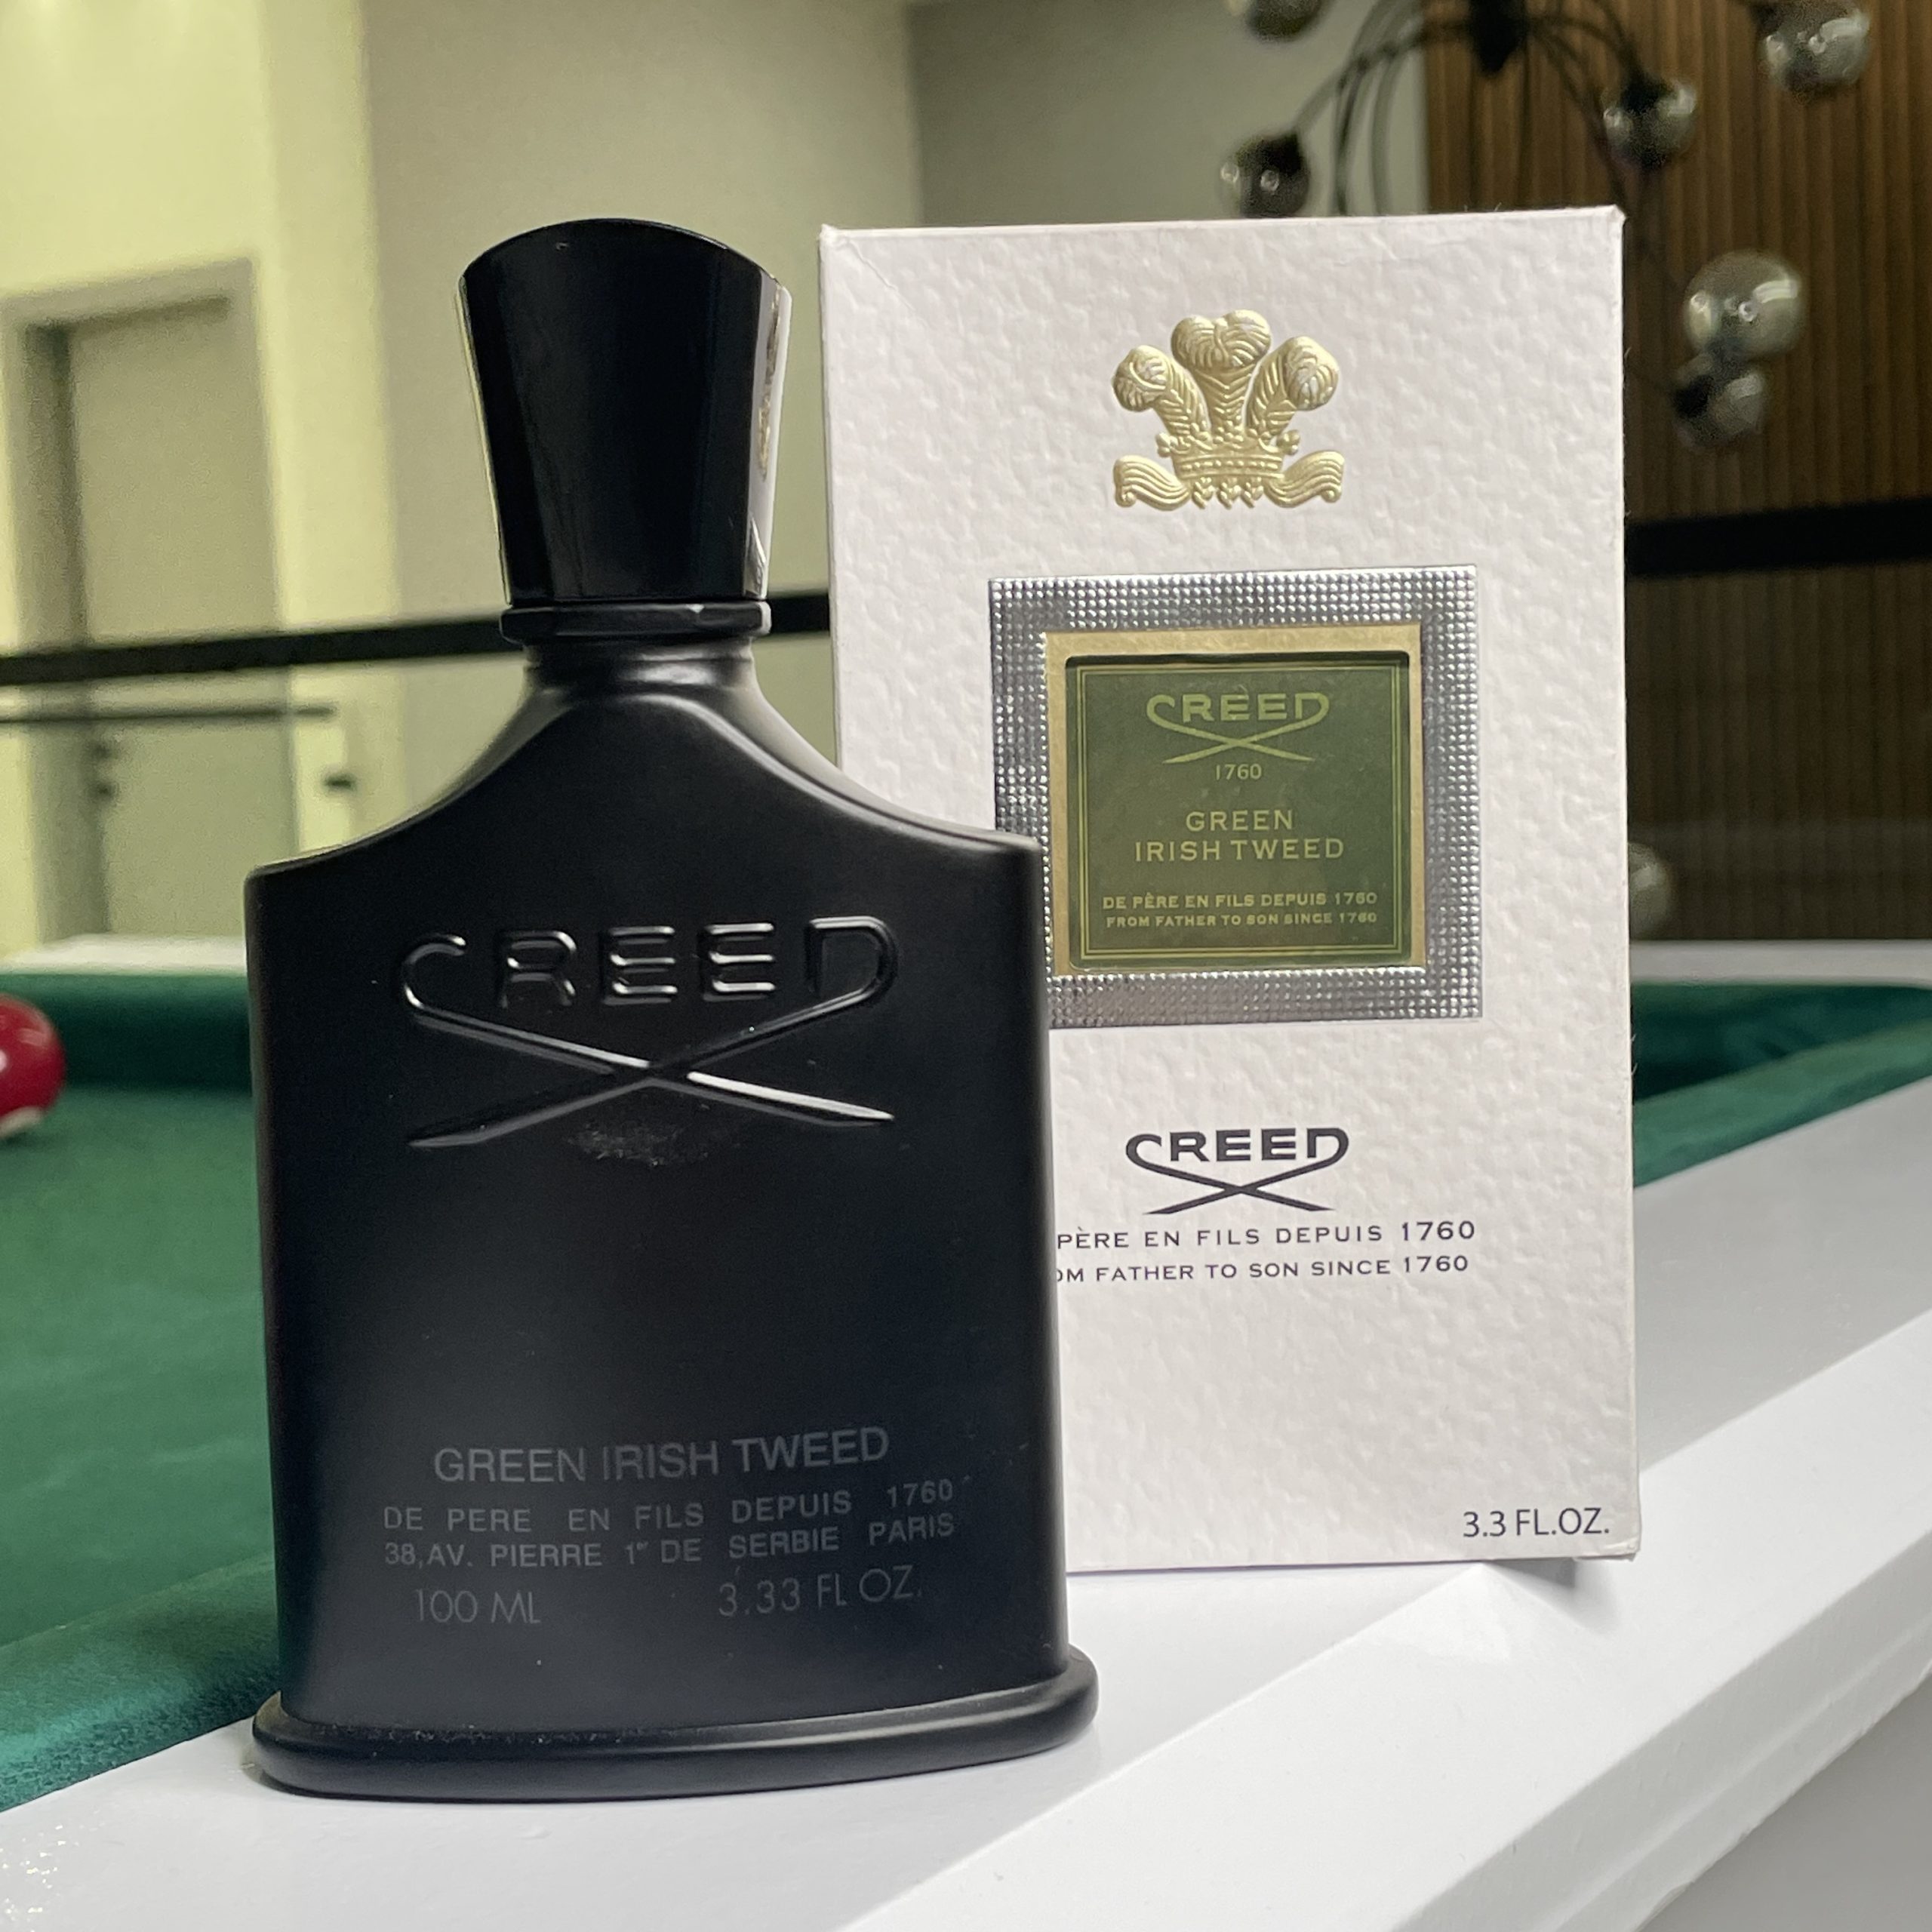 CREED
GREEN IRISH TWEED
DE PERE EN FILS DEPUIS 1760
38,AV. PIERRE 1er DE SERBIE PARIS
100 ML 3.33 FL OZ.
CREED
1760
GREEN
IRISH TWEED
DE PÈRE EN FILS DEPUIS 1760
FROM FATHER TO SON SINCE 1760
CREED
PÈRE EN FILS DEPUIS 1760
OM FATHER TO SON SINCE 1760
3.3 FL.OZ.